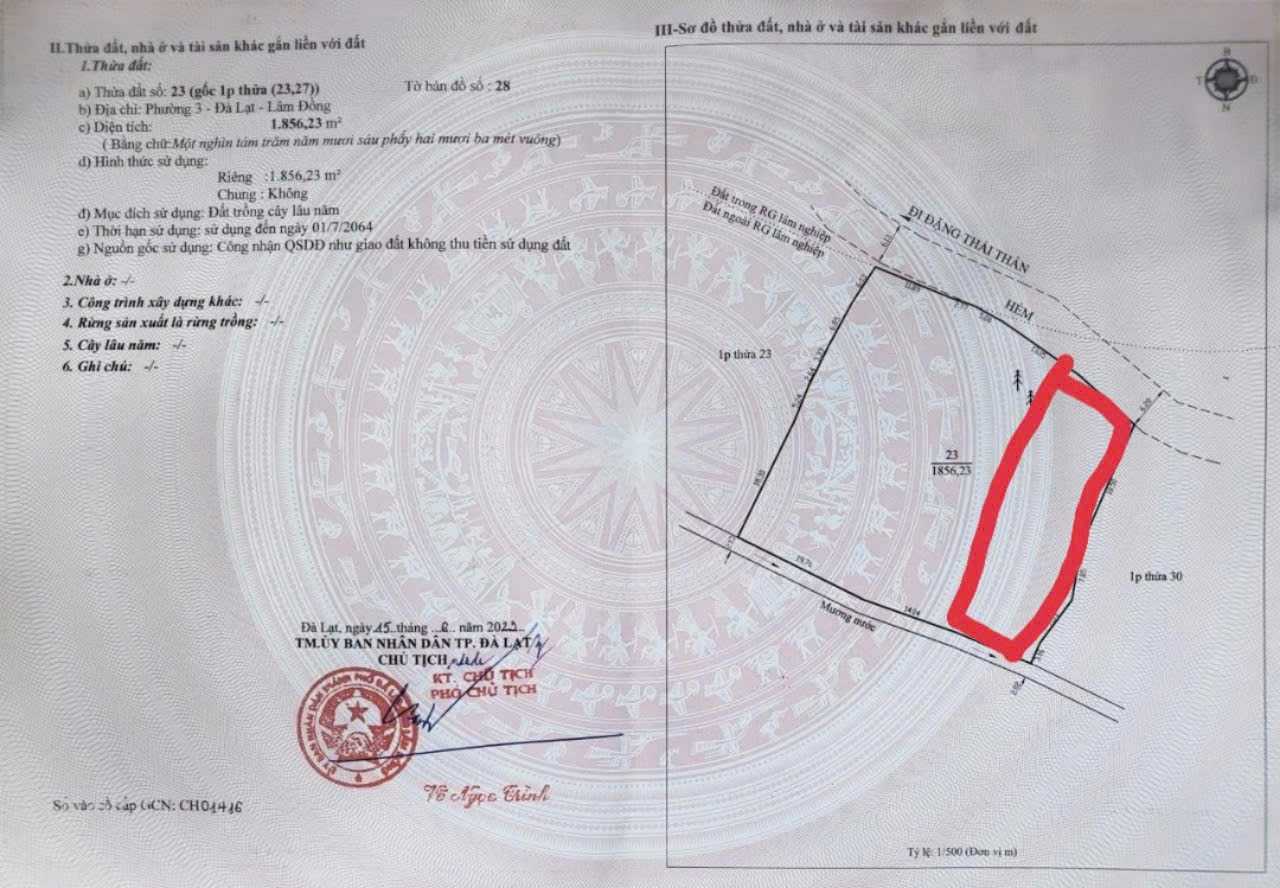 II.Thửa đất, nhà ở và tài sản khác gắn liền với đất
1.Thửa đất:
a) Thửa đất số: 23 (gốc 1p thửa (23,27)) Tờ bản đồ số : 28
b) Địa chỉ: Phường 3 - Đà Lạt - Lâm Đồng
c) Diện tích: 1.856,23 m²
( Bằng chữ:Một nghìn tám trăm năm mươi sáu phẩy hai mươi ba mét vuông)
d) Hình thức sử dụng:
Riêng :1.856,23 m²
Chung : Không
đ) Mục đích sử dụng: Đất trồng cây lâu năm
e) Thời hạn sử dụng: sử dụng đến ngày 01/7/2064
g) Nguồn gốc sử dụng: Công nhận QSDĐ như giao đất không thu tiền sử dụng đất
2.Nhà ở: -/-
3. Công trình xây dựng khác: -/-
4. Rừng sản xuất là rừng trồng: -/-
5. Cây lâu năm: -/-
6. Ghi chú: -/-
Đà Lạt, ngày 15 tháng 8 năm 2022
TM.ỦY BAN NHÂN DÂN TP. ĐÀ LẠT
CHỦ TỊCH
KT. CHỦ TỊCH
PHÓ CHỦ TỊCH
Võ Ngọc Trình
Số vào sổ cấp GCN: CH01416
III-Sơ đồ thửa đất, nhà ở và tài sản khác gắn liền với đất
B
T
Đ
N
Đất trong RG lâm nghiệp
Đất ngoài RG lâm nghiệp
ĐI ĐẶNG THÁI THÂN
HẺM
1p thửa 23
23
1856,23
1p thửa 30
19,76
14,04
Mương nước
Tỷ lệ: 1/500 (Đơn vị m)